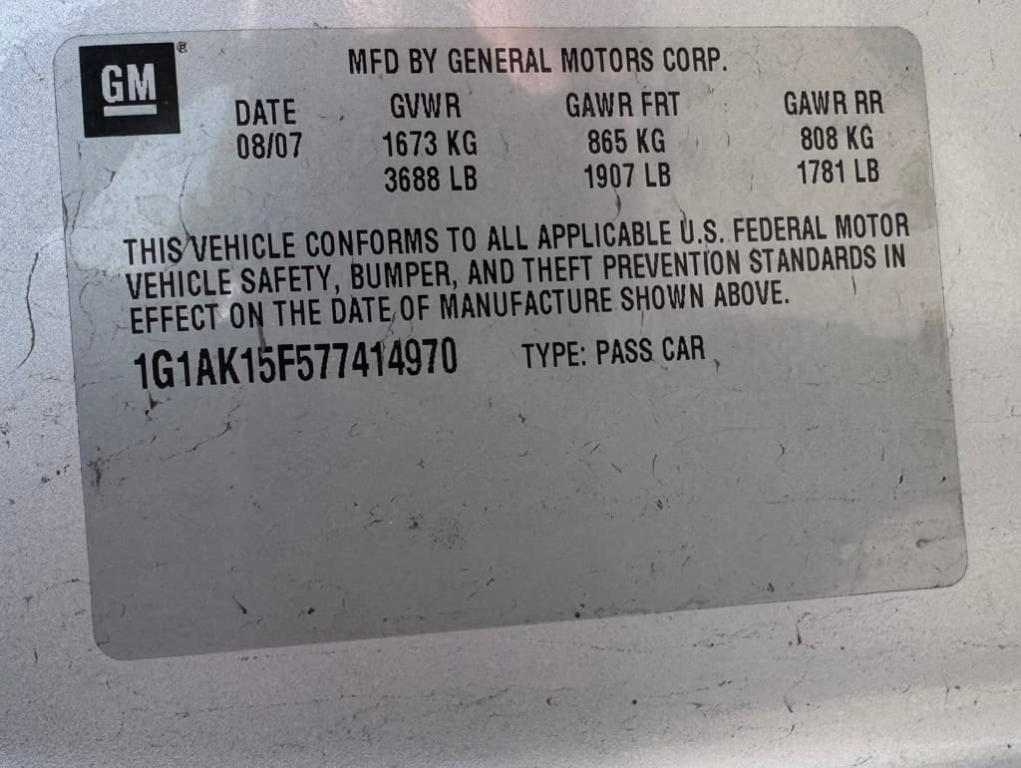 GM®
MFD BY GENERAL MOTORS CORP.
DATE GVWR GAWR FRT GAWR RR
08/07 1673 KG 865 KG 808 KG
3688 LB 1907 LB 1781 LB
THIS VEHICLE CONFORMS TO ALL APPLICABLE U.S. FEDERAL MOTOR
VEHICLE SAFETY, BUMPER, AND THEFT PREVENTION STANDARDS IN
EFFECT ON THE DATE OF MANUFACTURE SHOWN ABOVE.
1G1AK15F577414970 TYPE: PASS CAR